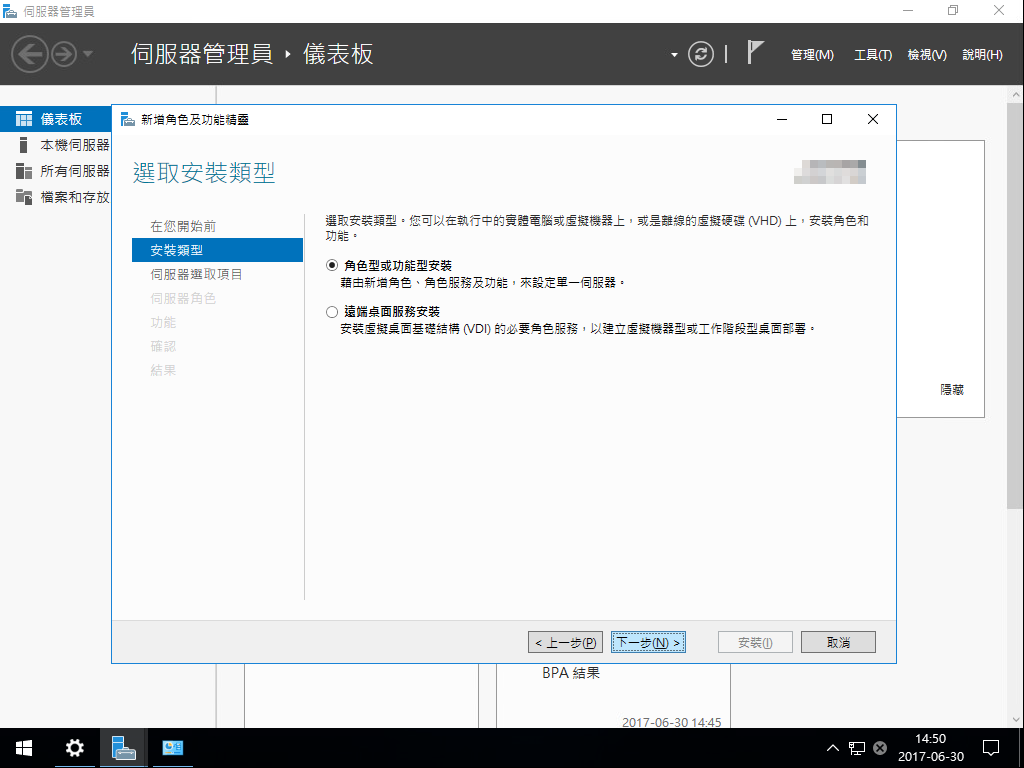 伺服器管理員
伺服器管理員 ‣ 儀表板
管理(M) 工具(T) 檢視(V) 說明(H)
儀表板
本機伺服器
所有伺服器
檔案和存放
新增角色及功能精靈
選取安裝類型
在您開始前
安裝類型
伺服器選取項目
伺服器角色
功能
確認
結果
選取安裝類型。您可以在執行中的實體電腦或虛擬機器上，或是離線的虛擬硬碟 (VHD) 上，安裝角色和
功能。
角色型或功能型安裝
藉由新增角色、角色服務及功能，來設定單一伺服器。
遠端桌面服務安裝
安裝虛擬桌面基礎結構 (VDI) 的必要角色服務，以建立虛擬機器型或工作階段型桌面部署。
隱藏
< 上一步(P) 下一步(N) > 安裝(I) 取消
BPA 結果
2017-06-30 14:45
14:50
2017-06-30